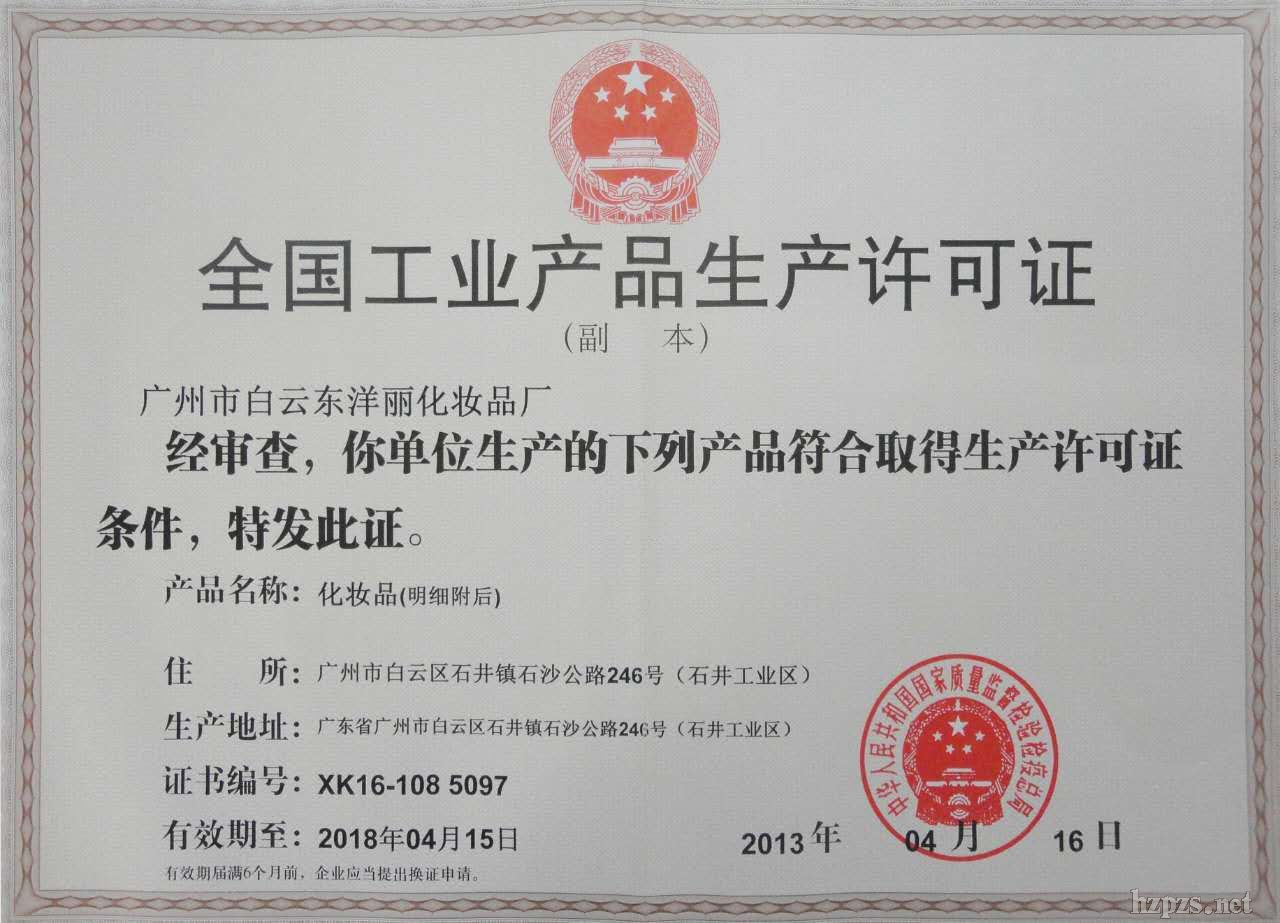 全国工业产品生产许可证
(副 本)
广州市白云东洋丽化妆品厂
经审查，你单位生产的下列产品符合取得生产许可证
条件，特发此证。
产品名称：化妆品(明细附后)
住 所：广州市白云区石井镇石沙公路246号（石井工业区）
生产地址：广东省广州市白云区石井镇石沙公路246号（石井工业区）
证书编号：XK16-108 5097
有效期至：2018年04月15日
2013年 04月 16日
有效期届满6个月前，企业应当提出换证申请。
中华人民共和国国家质量监督检验检疫总局
hzpzs.net